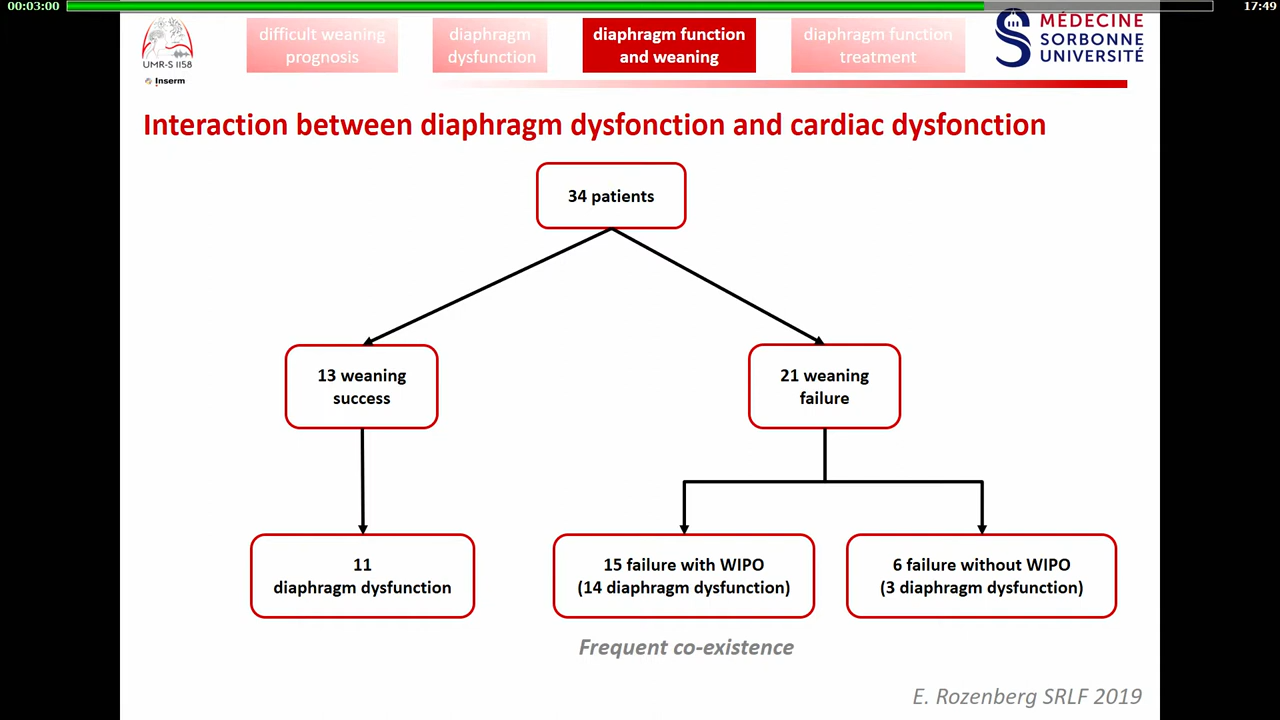 00:03:00
17:49
UMR-S 1158
Inserm
difficult weaning
prognosis
diaphragm
dysfunction
diaphragm function
and weaning
diaphragm function
treatment
MÉDECINE
SORBONNE
UNIVERSITÉ
Interaction between diaphragm dysfonction and cardiac dysfonction
34 patients
13 weaning
success
21 weaning
failure
11
diaphragm dysfunction
15 failure with WIPO
(14 diaphragm dysfunction)
6 failure without WIPO
(3 diaphragm dysfunction)
Frequent co-existence
E. Rozenberg SRLF 2019